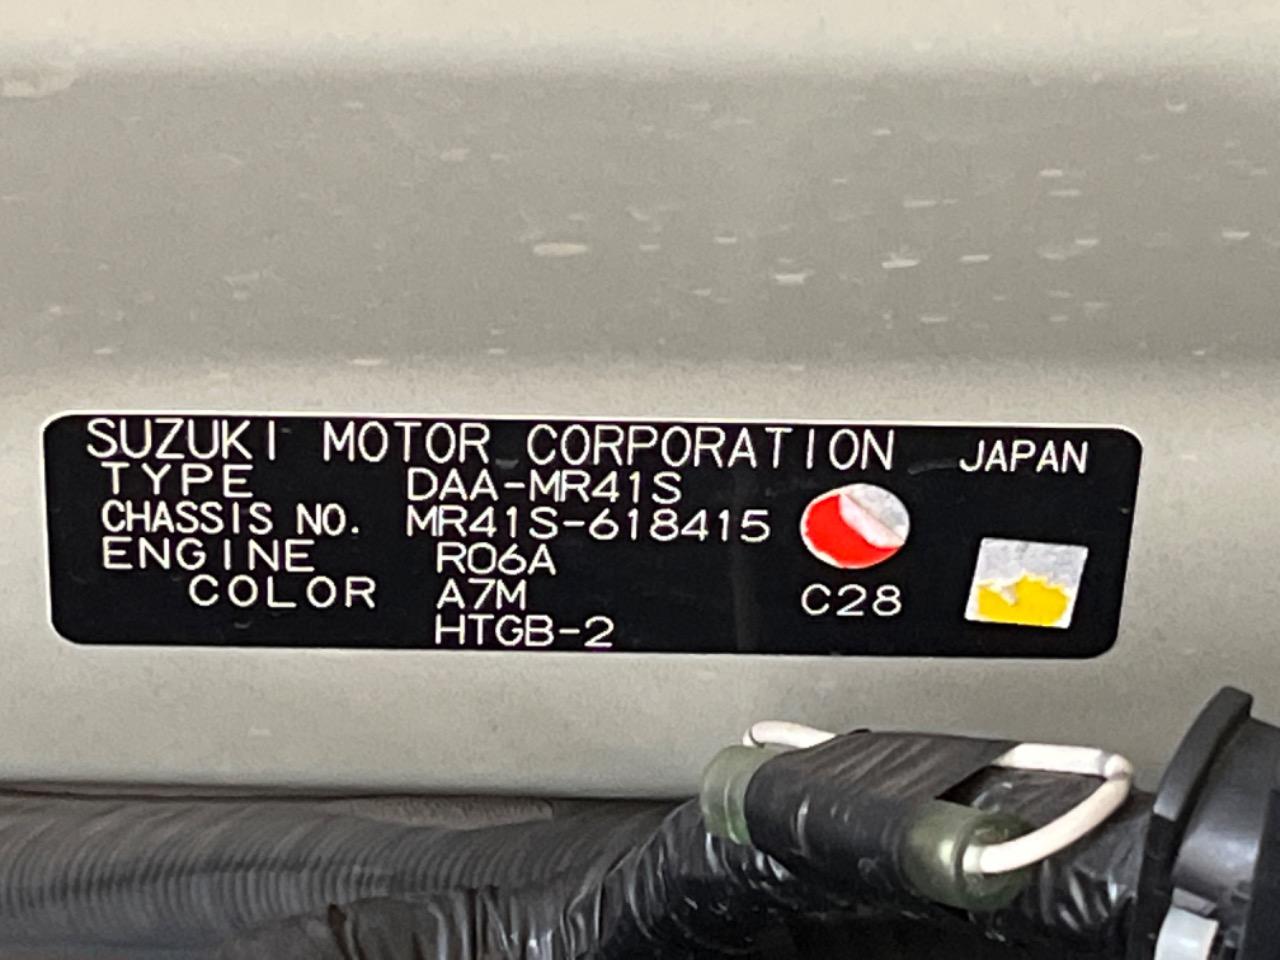 SUZUKI MOTOR CORPORATION JAPAN
TYPE DAA-MR41S
CHASSIS NO. MR41S-618415
ENGINE R06A
COLOR A7M C28
HTGB-2